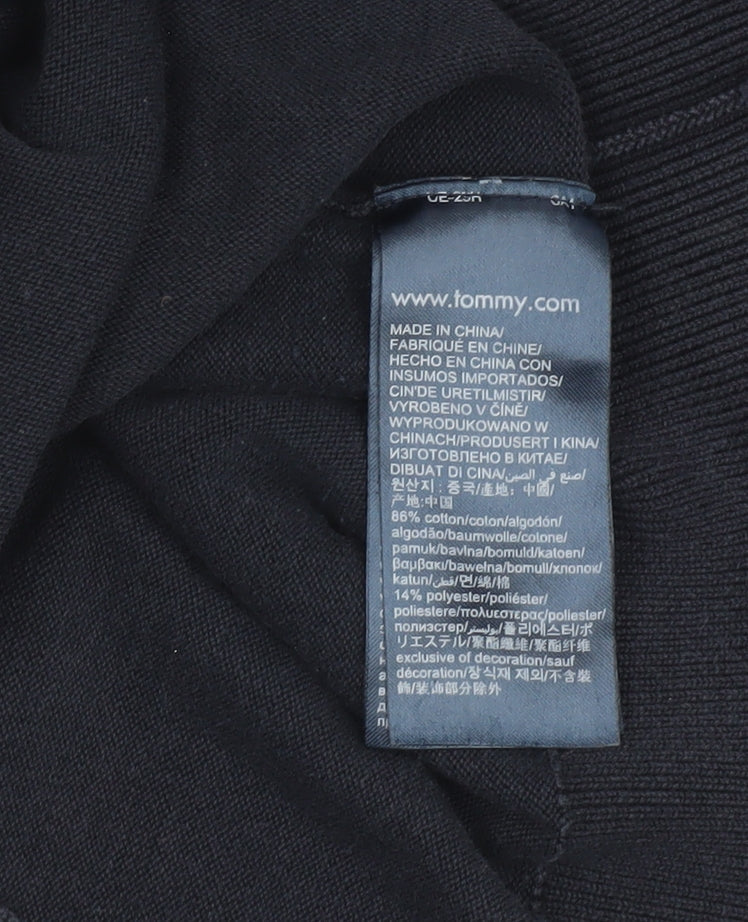 www.tommy.com
MADE IN CHINA/
FABRIQUÉ EN CHINE/
HECHO EN CHINA CON
INSUMOS IMPORTADOS/
CIN'DE URETILMISTIR/
VYROBENO V ČÍNĚ/
WYPRODUKOWANO W
CHINACH/PRODUSERT I KINA/
ИЗГОТОВЛЕНО В КИТАЕ/
DIBUAT DI CINA/صنع في الصين/
원산지 : 중국/產地: 中國/
产地:中国
86% cotton/coton/algodón/
algodão/baumwolle/cotone/
pamuk/bavlna/bomuld/katoen/
βαμβακι/bawełna/bomull/хлопок/
katun/قطن/면/綿/棉
14% polyester/poliéster/
poliestere/πολυεστερας/poliester/
полиэстер/بوليستر/폴리에스터/ポ
リエステル/聚酯纖維/聚酯纤维
exclusive of decoration/sauf
décoration/장식재 제외/不含裝
飾/装饰部分除外